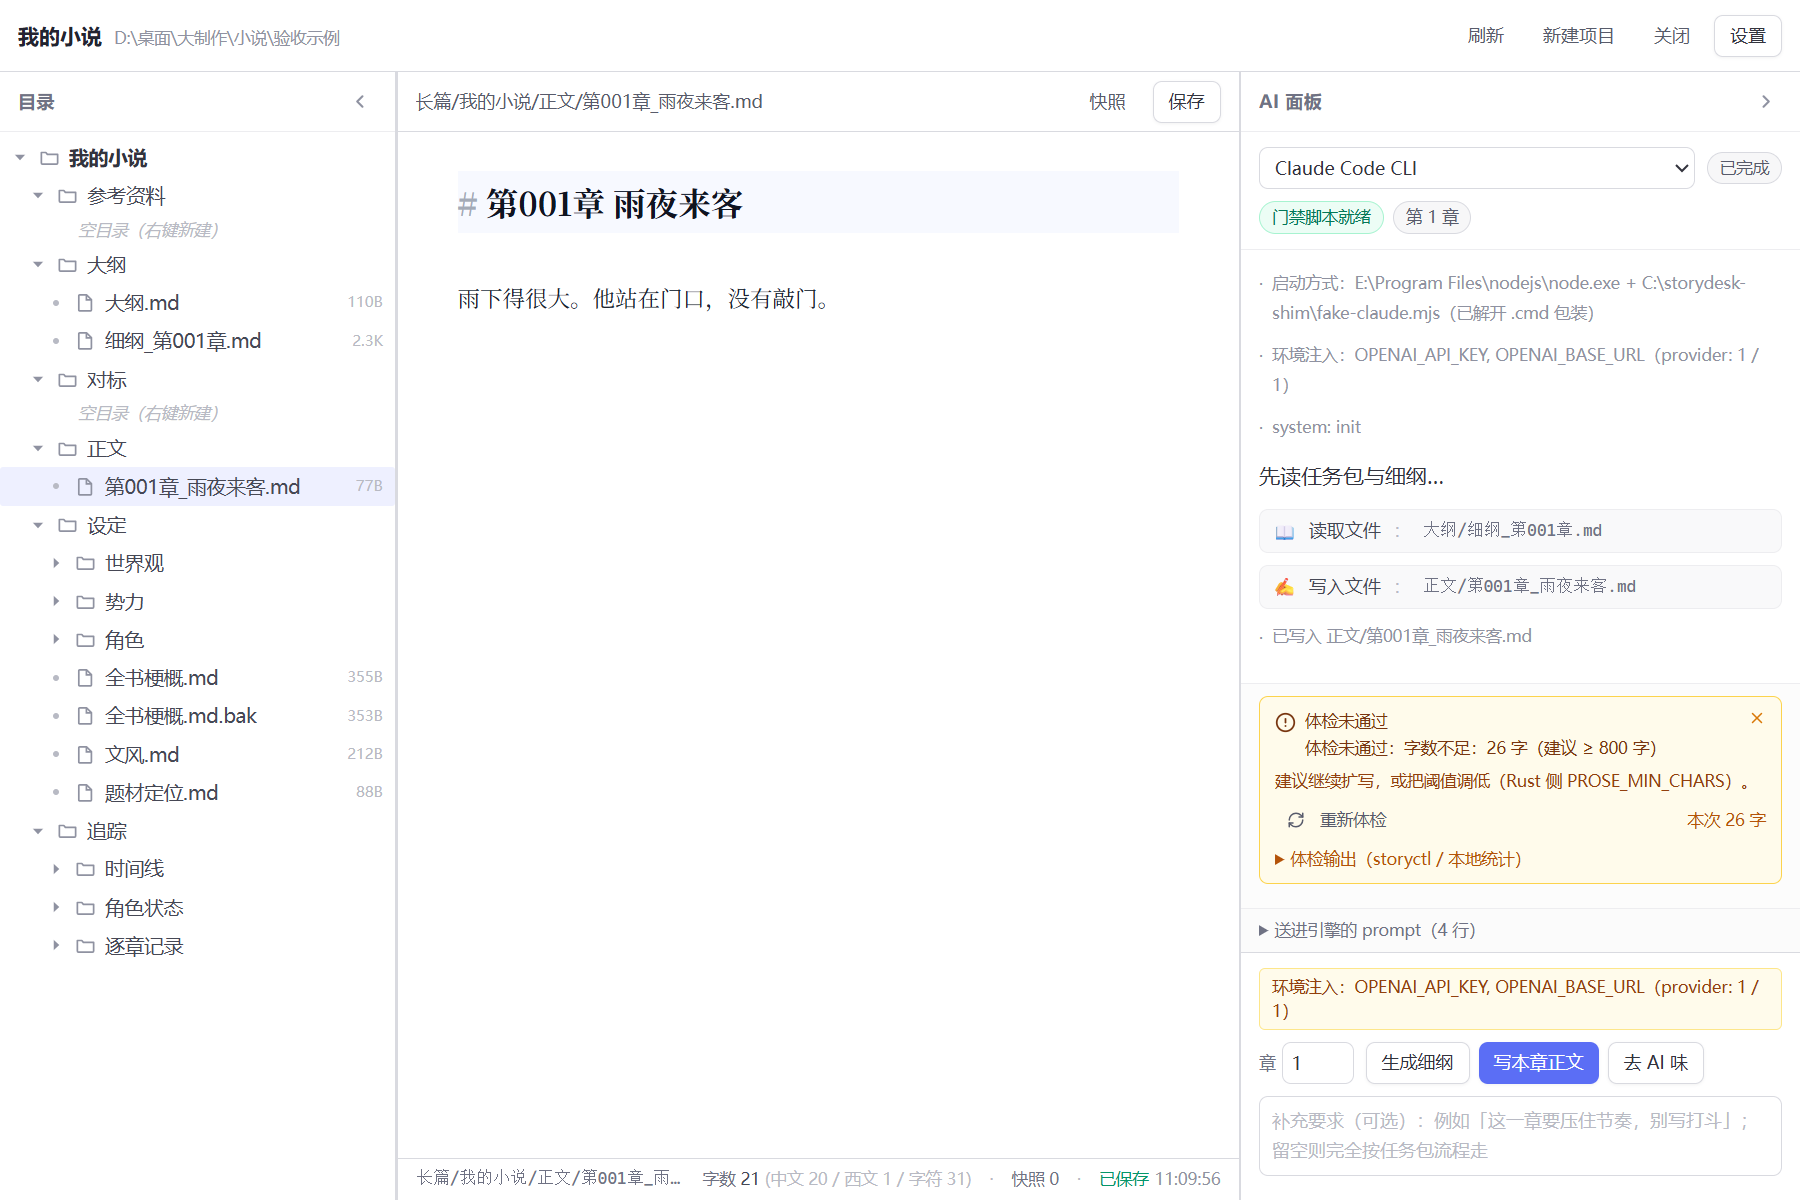 我的小说 D:\桌面\大制作\小说\验收示例 刷新 新建项目 关闭 设置
目录
我的小说
参考资料
空目录（右键新建）
大纲
大纲.md 110B
细纲_第001章.md 2.3K
对标
空目录（右键新建）
正文
第001章_雨夜来客.md 77B
设定
世界观
势力
角色
全书梗概.md 355B
全书梗概.md.bak 353B
文风.md 212B
题材定位.md 88B
追踪
时间线
角色状态
逐章记录
长篇/我的小说/正文/第001章_雨夜来客.md 快照 保存
# 第001章 雨夜来客
雨下得很大。他站在门口，没有敲门。
长篇/我的小说/正文/第001章_雨... 字数 21 (中文 20 / 西文 1 / 字符 31) · 快照 0 · 已保存 11:09:56
AI 面板
Claude Code CLI 已完成
门禁脚本就绪 第 1 章
· 启动方式：E:\Program Files\nodejs\node.exe + C:\storydesk-
shim\fake-claude.mjs（已解开 .cmd 包装）
· 环境注入：OPENAI_API_KEY, OPENAI_BASE_URL（provider: 1 /
1）
· system: init
先读任务包与细纲...
读取文件 : 大纲/细纲_第001章.md
写入文件 : 正文/第001章_雨夜来客.md
· 已写入 正文/第001章_雨夜来客.md
体检未通过
体检未通过：字数不足：26 字（建议 ≥ 800 字）
建议继续扩写，或把阈值调低（Rust 侧 PROSE_MIN_CHARS）。
重新体检 本次 26 字
体检输出（storyctl / 本地统计）
送进引擎的 prompt（4 行）
环境注入：OPENAI_API_KEY, OPENAI_BASE_URL（provider: 1 /
1）
章 1 生成细纲 写本章正文 去 AI 味
补充要求（可选）：例如「这一章要压住节奏，别写打斗」；
留空则完全按任务包流程走